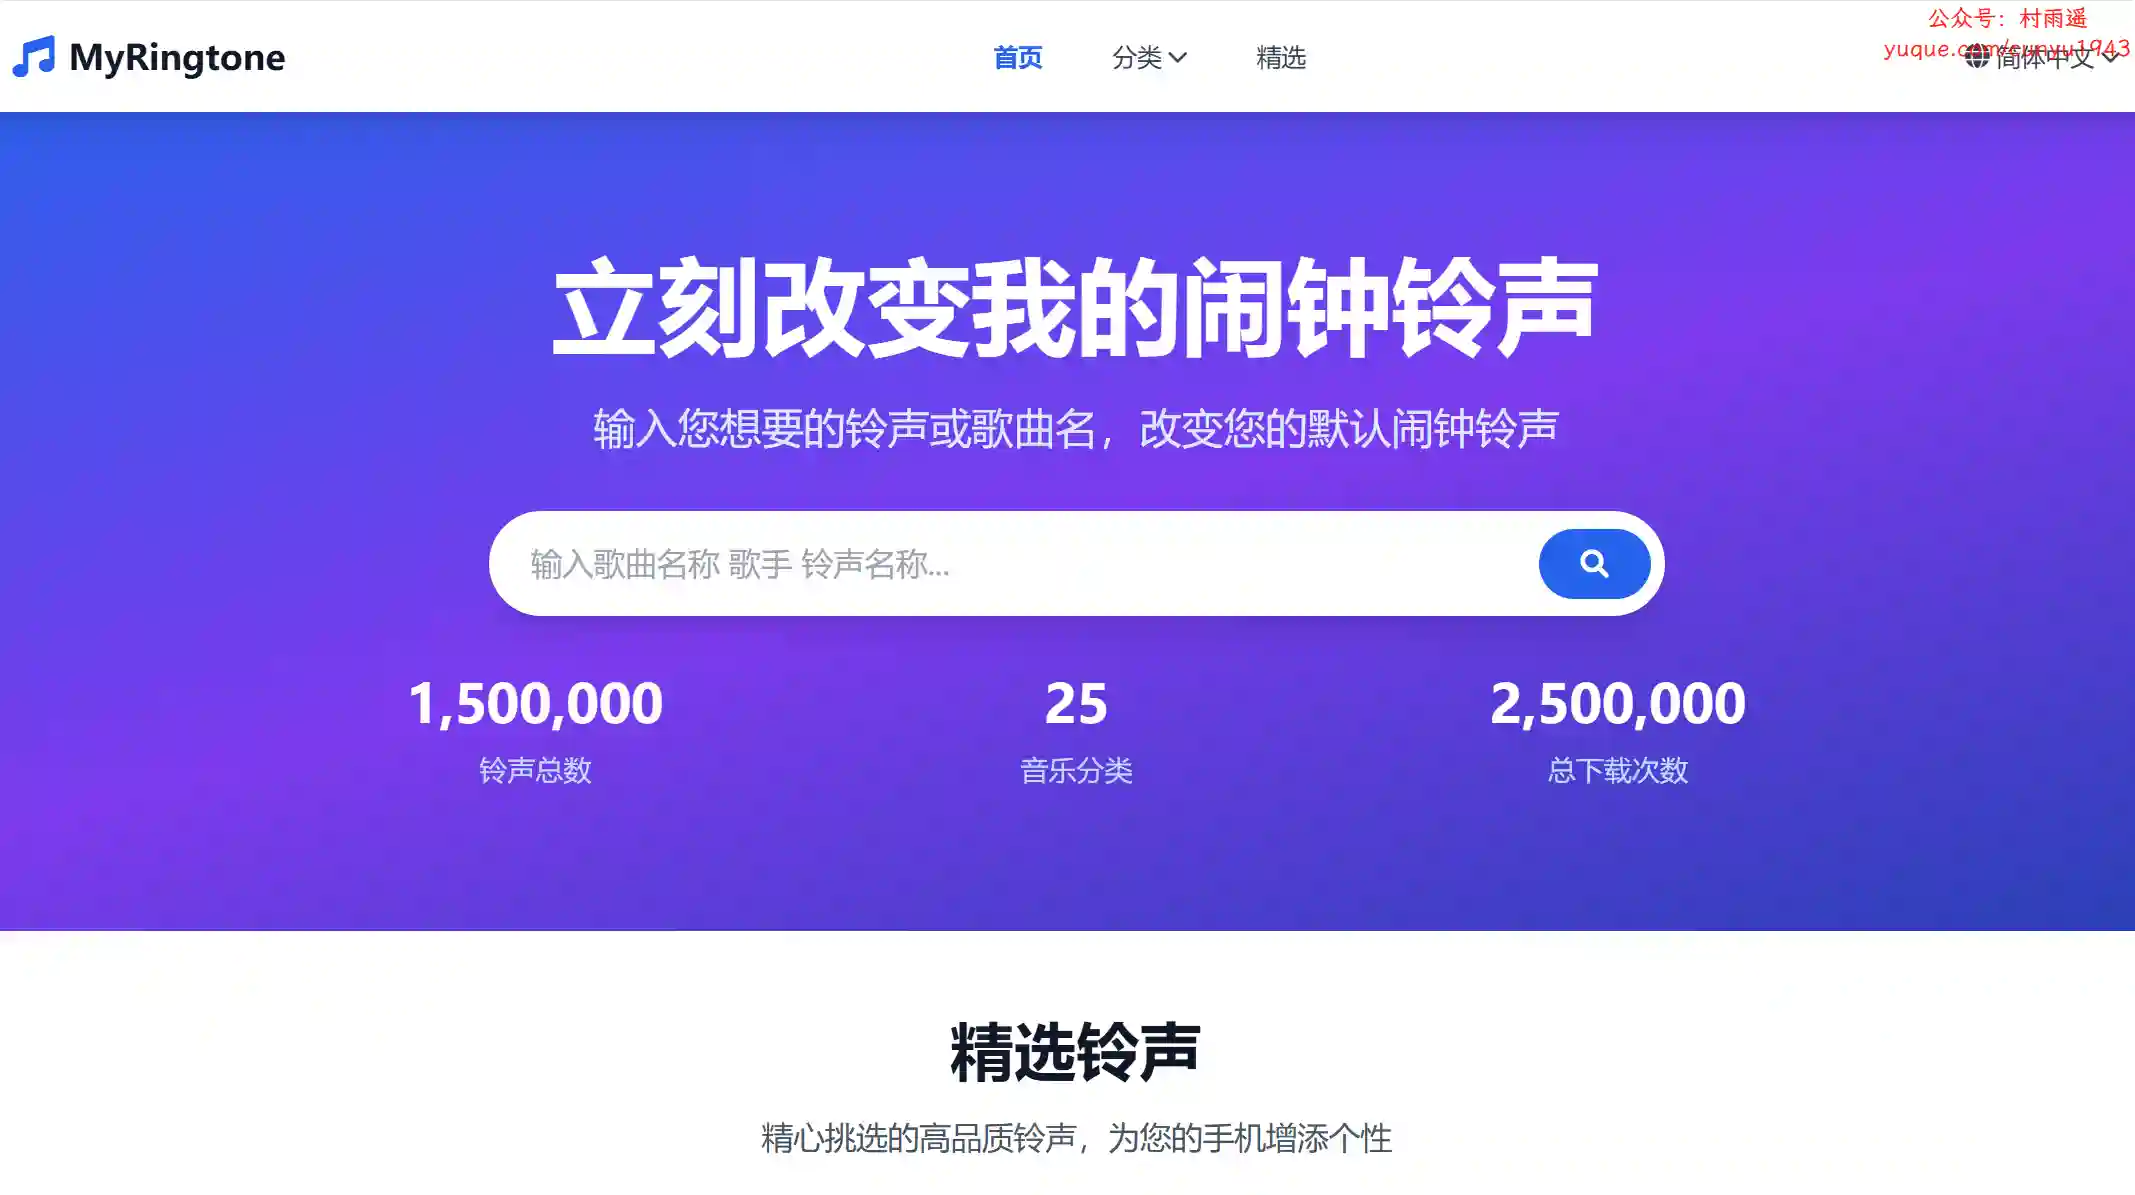 MyRingtone
首页
分类
精选
公众号：村雨遥
yuque.com/cunyu1943
简体中文
立刻改变我的闹钟铃声
输入您想要的铃声或歌曲名，改变您的默认闹钟铃声
输入歌曲名称 歌手 铃声名称...
1,500,000
铃声总数
25
音乐分类
2,500,000
总下载次数
精选铃声
精心挑选的高品质铃声，为您的手机增添个性